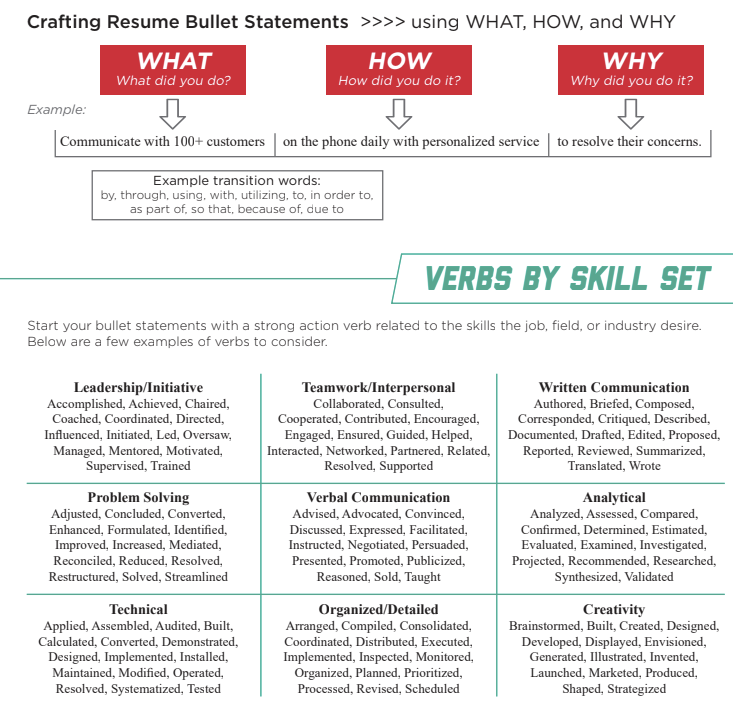 Crafting Resume Bullet Statements >>>> using WHAT, HOW, and WHY
WHAT
What did you do?
HOW
How did you do it?
WHY
Why did you do it?
Example:
Communicate with 100+ customers
on the phone daily with personalized service
to resolve their concerns.
Example transition words:
by, through, using, with, utilizing, to, in order to,
as part of, so that, because of, due to
VERBS BY SKILL SET
Start your bullet statements with a strong action verb related to the skills the job, field, or industry desire.
Below are a few examples of verbs to consider.
Leadership/Initiative
Accomplished, Achieved, Chaired,
Coached, Coordinated, Directed,
Influenced, Initiated, Led, Oversaw,
Managed, Mentored, Motivated,
Supervised, Trained
Teamwork/Interpersonal
Collaborated, Consulted,
Cooperated, Contributed, Encouraged,
Engaged, Ensured, Guided, Helped,
Interacted, Networked, Partnered, Related,
Resolved, Supported
Written Communication
Authored, Briefed, Composed,
Corresponded, Critiqued, Described,
Documented, Drafted, Edited, Proposed,
Reported, Reviewed, Summarized,
Translated, Wrote
Problem Solving
Adjusted, Concluded, Converted,
Enhanced, Formulated, Identified,
Improved, Increased, Mediated,
Reconciled, Reduced, Resolved,
Restructured, Solved, Streamlined
Verbal Communication
Advised, Advocated, Convinced,
Discussed, Expressed, Facilitated,
Instructed, Negotiated, Persuaded,
Presented, Promoted, Publicized,
Reasoned, Sold, Taught
Analytical
Analyzed, Assessed, Compared,
Confirmed, Determined, Estimated,
Evaluated, Examined, Investigated,
Projected, Recommended, Researched,
Synthesized, Validated
Technical
Applied, Assembled, Audited, Built,
Calculated, Converted, Demonstrated,
Designed, Implemented, Installed,
Maintained, Modified, Operated,
Resolved, Systematized, Tested
Organized/Detailed
Arranged, Compiled, Consolidated,
Coordinated, Distributed, Executed,
Implemented, Inspected, Monitored,
Organized, Planned, Prioritized,
Processed, Revised, Scheduled
Creativity
Brainstormed, Built, Created, Designed,
Developed, Displayed, Envisioned,
Generated, Illustrated, Invented,
Launched, Marketed, Produced,
Shaped, Strategized